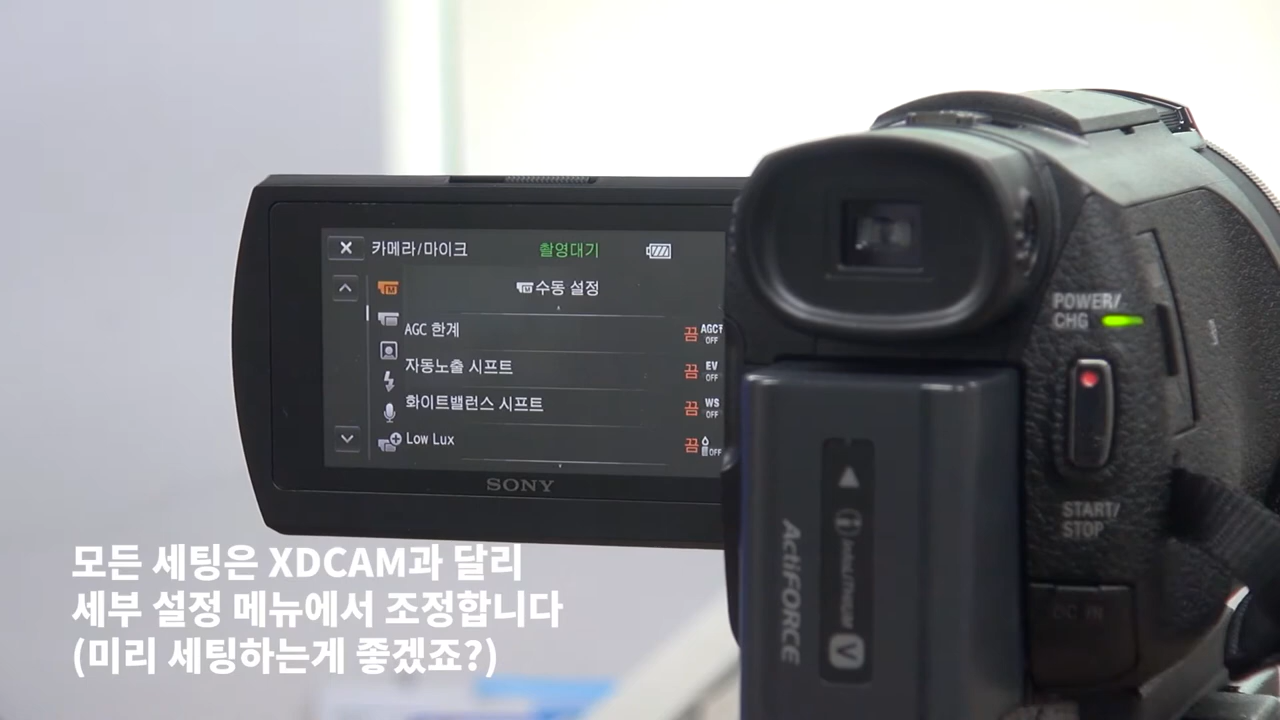 카메라/마이크
촬영대기
수동 설정
AGC 한계
끔 AGC OFF
자동노출 시프트
끔 EV OFF
화이트밸런스 시프트
끔 WS OFF
Low Lux
끔 OFF
SONY
POWER/
CHG
START/
STOP
DC IN
ActiFORCE
InfoLITHIUM V
모든 세팅은 XDCAM과 달리
세부 설정 메뉴에서 조정합니다
(미리 세팅하는게 좋겠죠?)